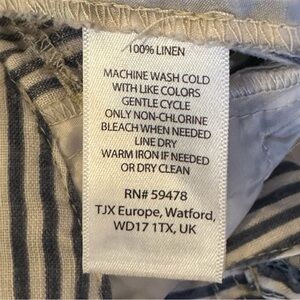 100% LINEN
MACHINE WASH COLD
WITH LIKE COLORS
GENTLE CYCLE
ONLY NON-CHLORINE
BLEACH WHEN NEEDED
LINE DRY
WARM IRON IF NEEDED
OR DRY CLEAN
RN# 59478
TJX Europe, Watford,
WD17 1TX, UK